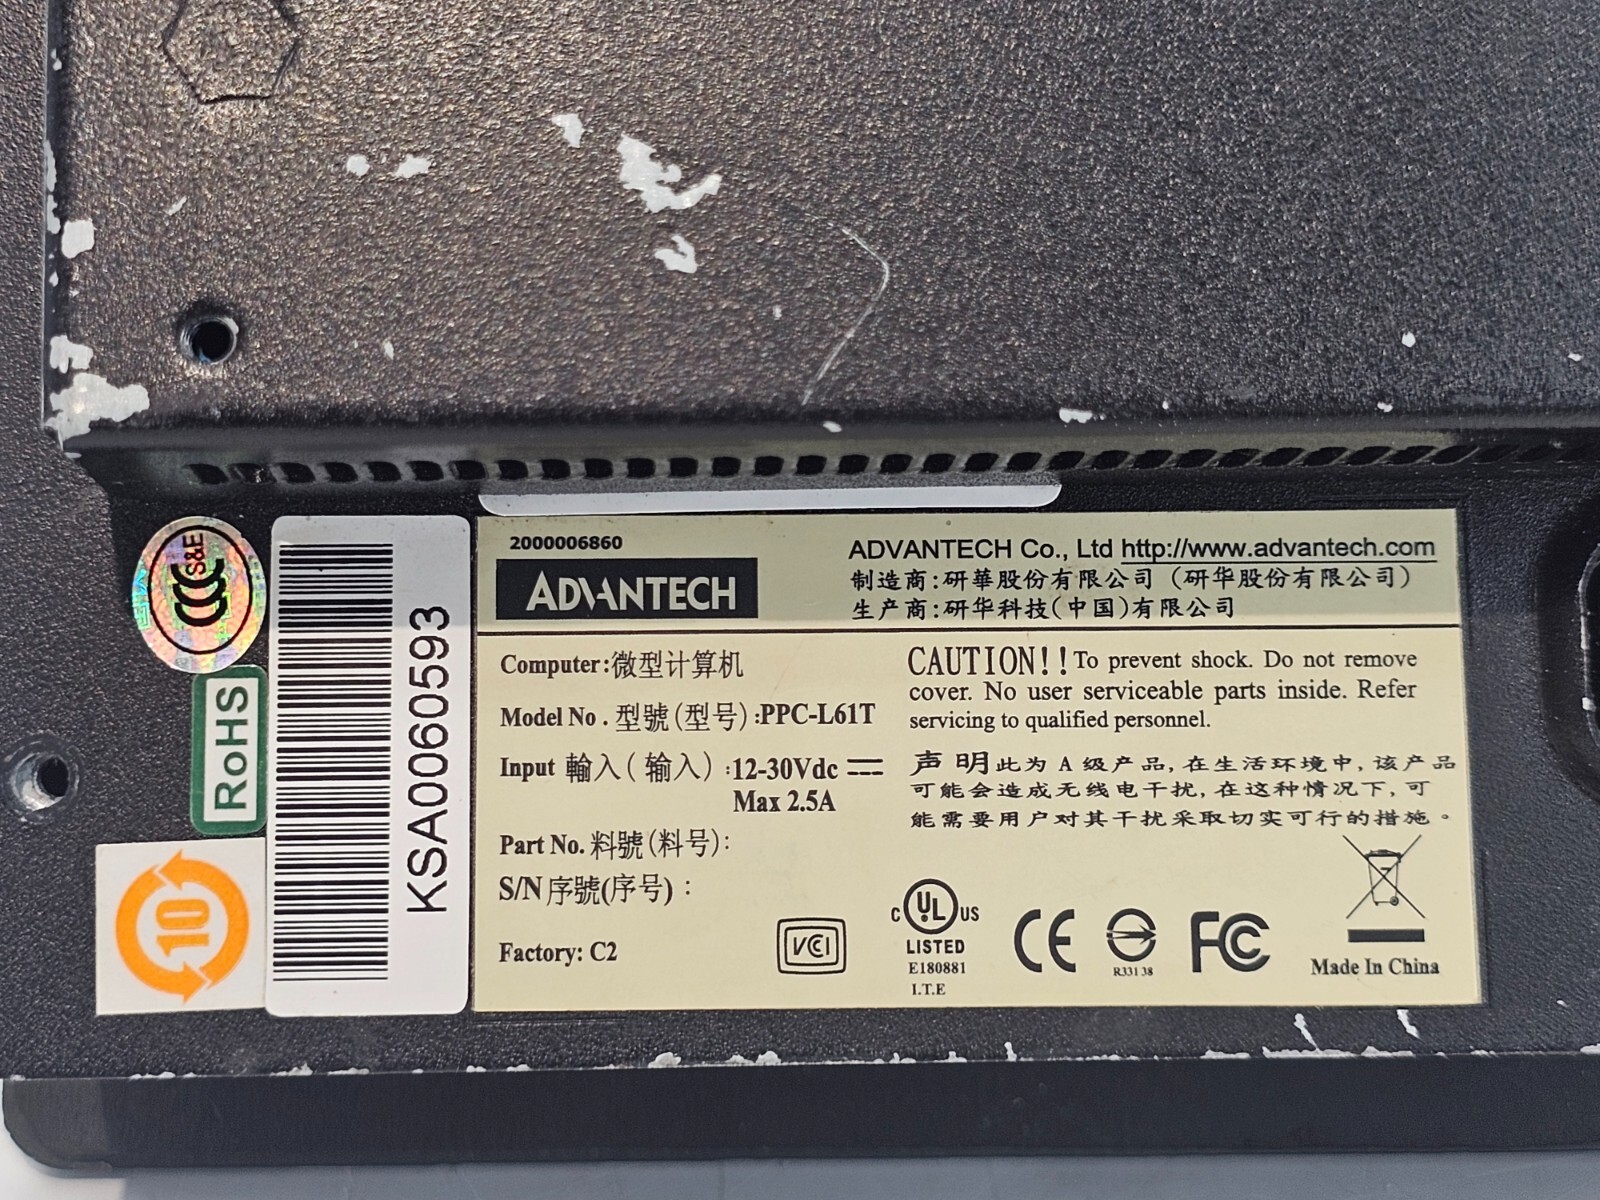 S&E
CCC
RoHS
10
KSA0060593
2000006860
ADVANTECH
ADVANTECH Co., Ltd http://www.advantech.com
制造商:研華股份有限公司 (研华股份有限公司)
生产商:研华科技(中国)有限公司
Computer:微型计算机
Model No . 型號(型号) :PPC-L61T
Input 輸入( 输入) :12-30Vdc
Max 2.5A
Part No. 料號(料号):
S/N序號(序号) :
Factory: C2
CAUTION!! To prevent shock. Do not remove
cover. No user serviceable parts inside. Refer
servicing to qualified personnel.
声明此为 A 级产品,在生活环境中,该产品
可能会造成无线电干扰,在这种情况下,可
能需要用户对其干扰采取切实可行的措施。
VCI
C UL US
LISTED
E180881
I.T.E
CE
R33138
FC
Made In China